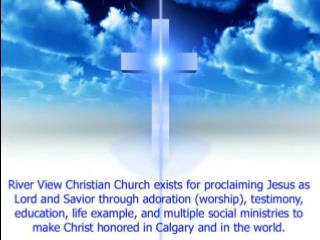 River View Christian Church exists for proclaiming Jesus as
Lord and Savior through adoration (worship), testimony,
education, life example, and multiple social ministries to
make Christ honored in Calgary and in the world.